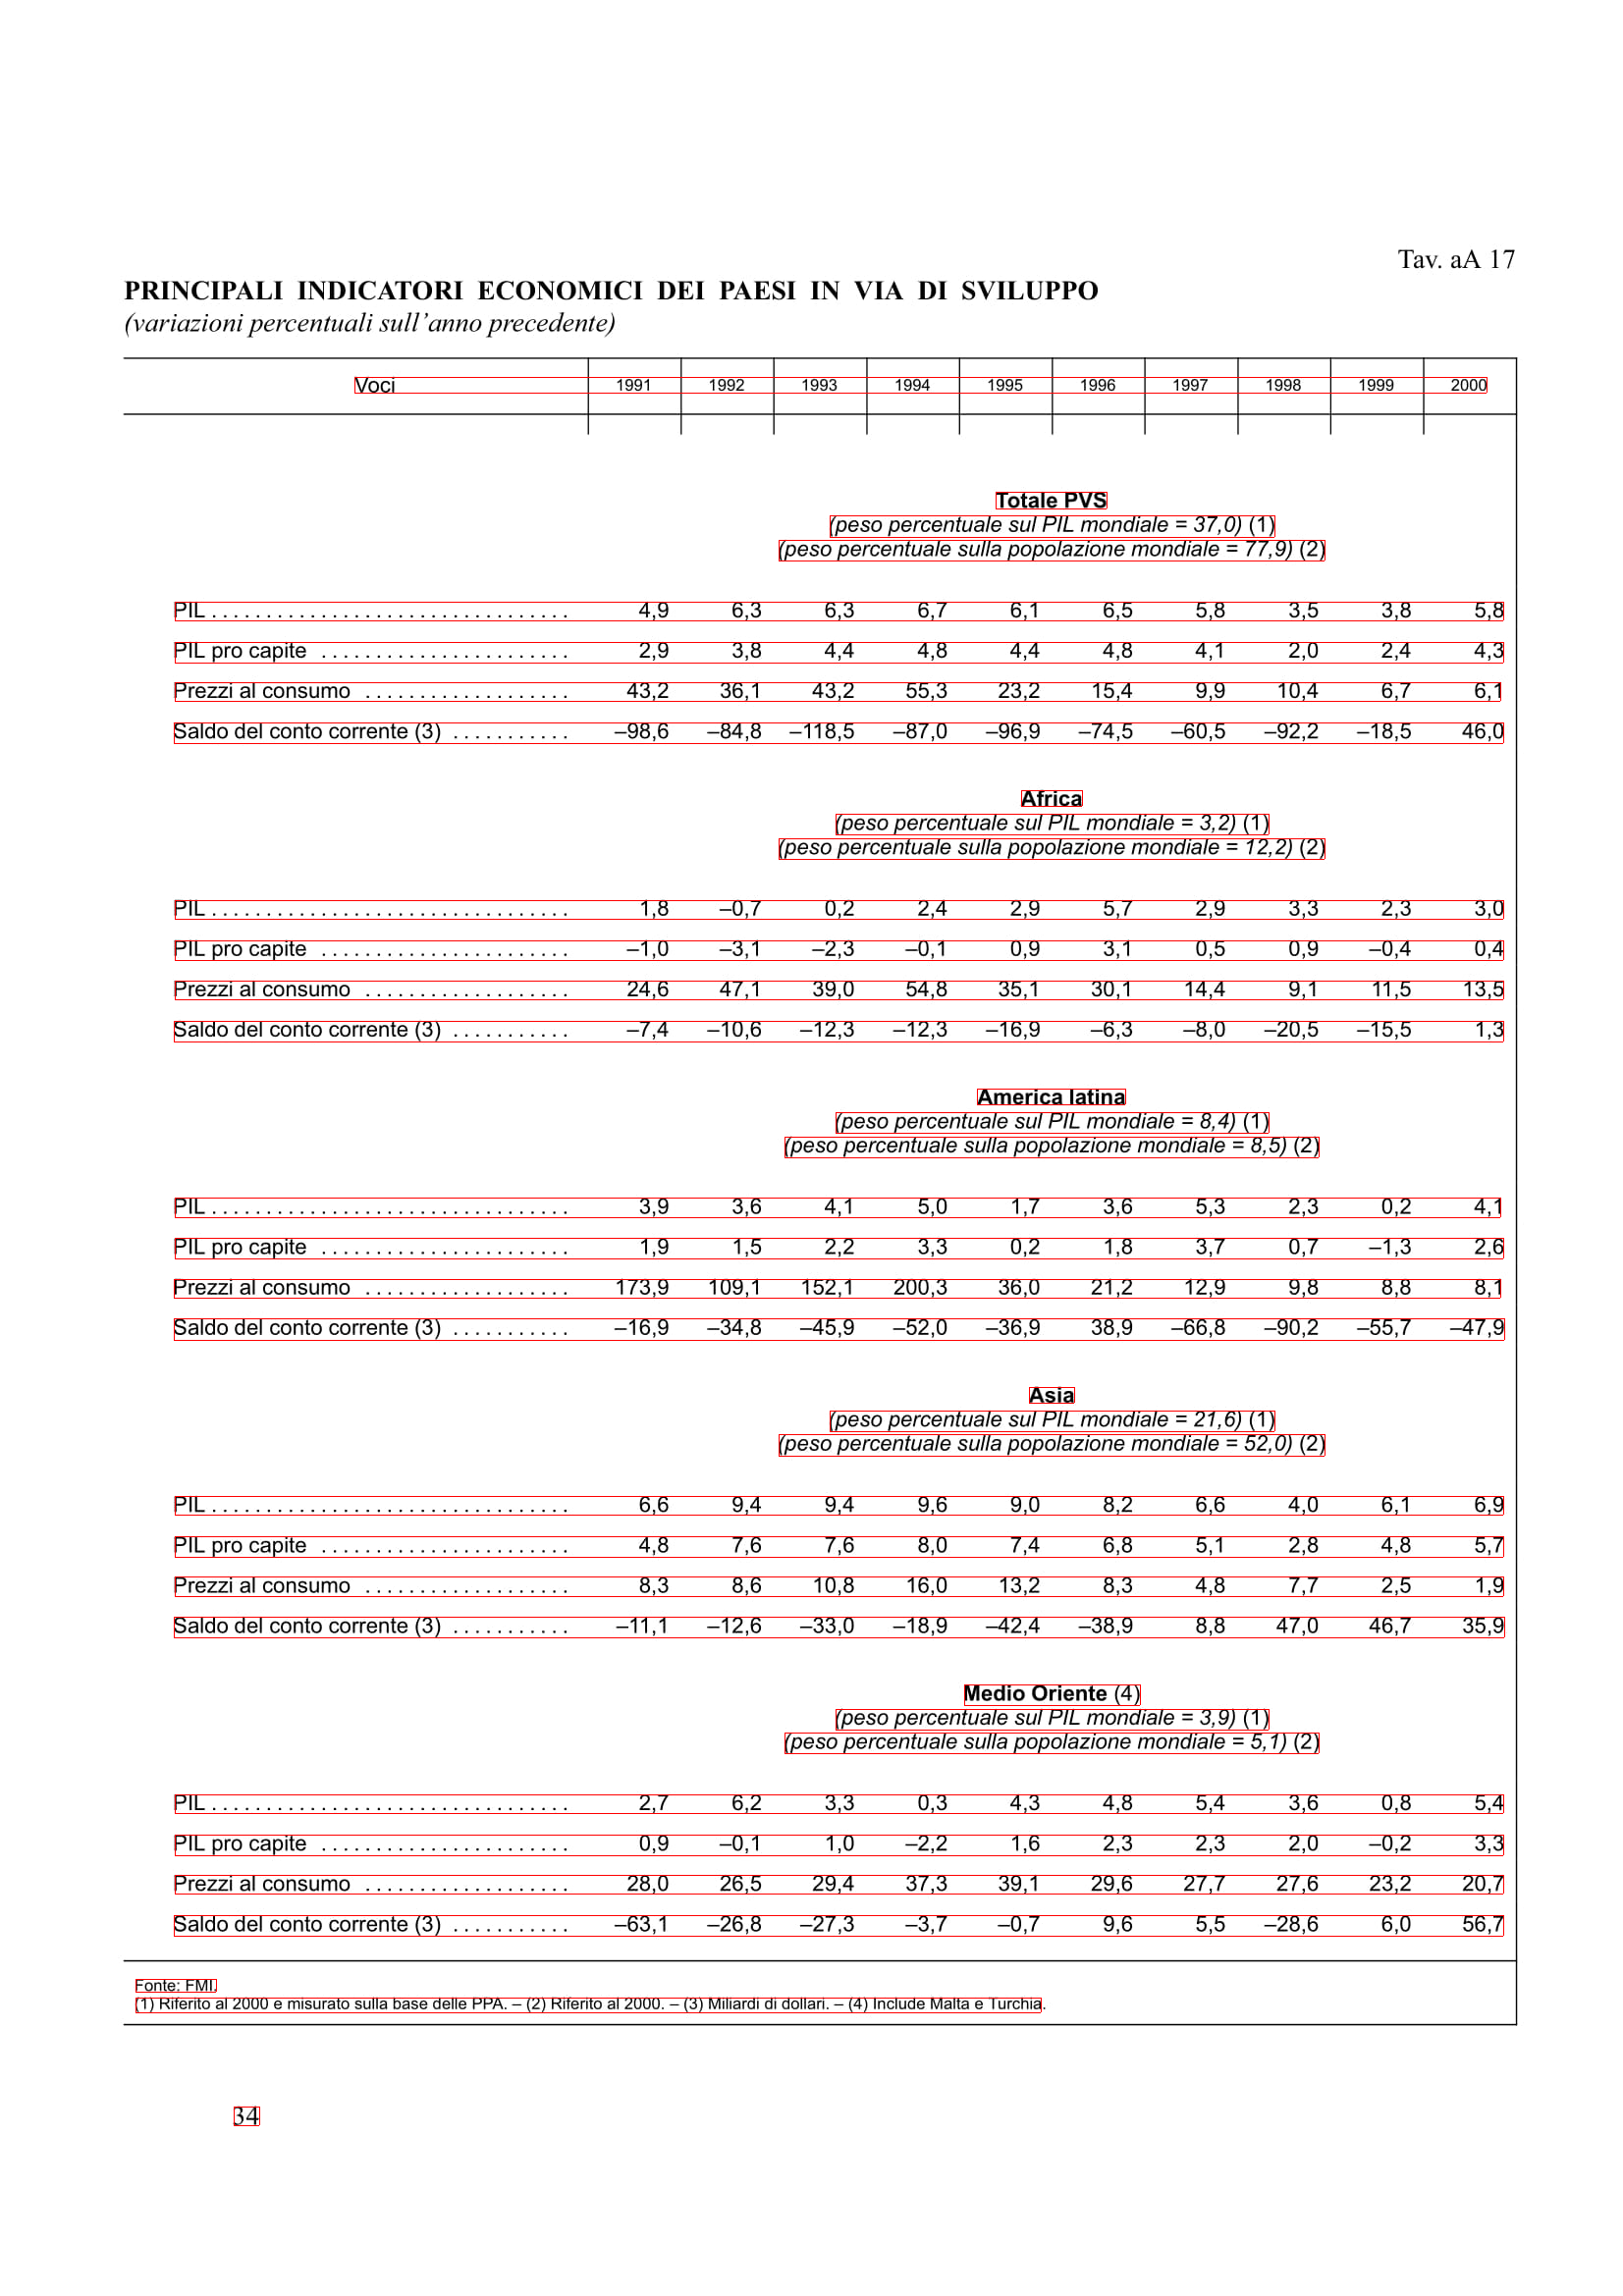 Tav. aA 17
PRINCIPALI INDICATORI ECONOMICI DEI PAESI IN VIA DI SVILUPPO
(variazioni percentuali sull'anno precedente)
Voci 1991 1992 1993 1994 1995 1996 1997 1998 1999 2000
Totale PVS
(peso percentuale sul PIL mondiale = 37,0) (1)
(peso percentuale sulla popolazione mondiale = 77,9) (2)
PIL . . . . . . . . . . . . . . . . . . . . . . . . . . . . . . . . . 4,9 6,3 6,3 6,7 6,1 6,5 5,8 3,5 3,8 5,8
PIL pro capite . . . . . . . . . . . . . . . . . . . . . . . 2,9 3,8 4,4 4,8 4,4 4,8 4,1 2,0 2,4 4,3
Prezzi al consumo . . . . . . . . . . . . . . . . . . . 43,2 36,1 43,2 55,3 23,2 15,4 9,9 10,4 6,7 6,1
Saldo del conto corrente (3) . . . . . . . . . . . –98,6 –84,8 –118,5 –87,0 –96,9 –74,5 –60,5 –92,2 –18,5 46,0
Africa
(peso percentuale sul PIL mondiale = 3,2) (1)
(peso percentuale sulla popolazione mondiale = 12,2) (2)
PIL . . . . . . . . . . . . . . . . . . . . . . . . . . . . . . . . . 1,8 –0,7 0,2 2,4 2,9 5,7 2,9 3,3 2,3 3,0
PIL pro capite . . . . . . . . . . . . . . . . . . . . . . . –1,0 –3,1 –2,3 –0,1 0,9 3,1 0,5 0,9 –0,4 0,4
Prezzi al consumo . . . . . . . . . . . . . . . . . . . 24,6 47,1 39,0 54,8 35,1 30,1 14,4 9,1 11,5 13,5
Saldo del conto corrente (3) . . . . . . . . . . . –7,4 –10,6 –12,3 –12,3 –16,9 –6,3 –8,0 –20,5 –15,5 1,3
America latina
(peso percentuale sul PIL mondiale = 8,4) (1)
(peso percentuale sulla popolazione mondiale = 8,5) (2)
PIL . . . . . . . . . . . . . . . . . . . . . . . . . . . . . . . . . 3,9 3,6 4,1 5,0 1,7 3,6 5,3 2,3 0,2 4,1
PIL pro capite . . . . . . . . . . . . . . . . . . . . . . . 1,9 1,5 2,2 3,3 0,2 1,8 3,7 0,7 –1,3 2,6
Prezzi al consumo . . . . . . . . . . . . . . . . . . . 173,9 109,1 152,1 200,3 36,0 21,2 12,9 9,8 8,8 8,1
Saldo del conto corrente (3) . . . . . . . . . . . –16,9 –34,8 –45,9 –52,0 –36,9 38,9 –66,8 –90,2 –55,7 –47,9
Asia
(peso percentuale sul PIL mondiale = 21,6) (1)
(peso percentuale sulla popolazione mondiale = 52,0) (2)
PIL . . . . . . . . . . . . . . . . . . . . . . . . . . . . . . . . . 6,6 9,4 9,4 9,6 9,0 8,2 6,6 4,0 6,1 6,9
PIL pro capite . . . . . . . . . . . . . . . . . . . . . . . 4,8 7,6 7,6 8,0 7,4 6,8 5,1 2,8 4,8 5,7
Prezzi al consumo . . . . . . . . . . . . . . . . . . . 8,3 8,6 10,8 16,0 13,2 8,3 4,8 7,7 2,5 1,9
Saldo del conto corrente (3) . . . . . . . . . . . –11,1 –12,6 –33,0 –18,9 –42,4 –38,9 8,8 47,0 46,7 35,9
Medio Oriente (4)
(peso percentuale sul PIL mondiale = 3,9) (1)
(peso percentuale sulla popolazione mondiale = 5,1) (2)
PIL . . . . . . . . . . . . . . . . . . . . . . . . . . . . . . . . . 2,7 6,2 3,3 0,3 4,3 4,8 5,4 3,6 0,8 5,4
PIL pro capite . . . . . . . . . . . . . . . . . . . . . . . 0,9 –0,1 1,0 –2,2 1,6 2,3 2,3 2,0 –0,2 3,3
Prezzi al consumo . . . . . . . . . . . . . . . . . . . 28,0 26,5 29,4 37,3 39,1 29,6 27,7 27,6 23,2 20,7
Saldo del conto corrente (3) . . . . . . . . . . . –63,1 –26,8 –27,3 –3,7 –0,7 9,6 5,5 –28,6 6,0 56,7
Fonte: FMI.
(1) Riferito al 2000 e misurato sulla base delle PPA. – (2) Riferito al 2000. – (3) Miliardi di dollari. – (4) Include Malta e Turchia.
34